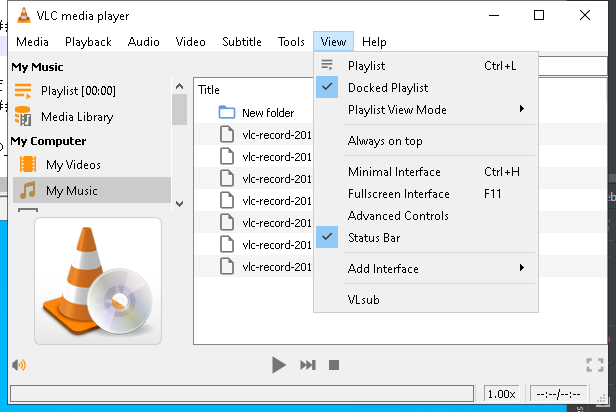 VLC media player
Media Playback Audio Video Subtitle Tools View Help
My Music
Playlist [00:00]
Media Library
My Computer
My Videos
My Music
Title
New folder
vlc-record-201
vlc-record-201
vlc-record-201
vlc-record-201
vlc-record-201
vlc-record-201
vlc-record-201
Playlist Ctrl+L
Docked Playlist
Playlist View Mode
Always on top
Minimal Interface Ctrl+H
Fullscreen Interface F11
Advanced Controls
Status Bar
Add Interface
VLsub
1.00x
--:--/--:--